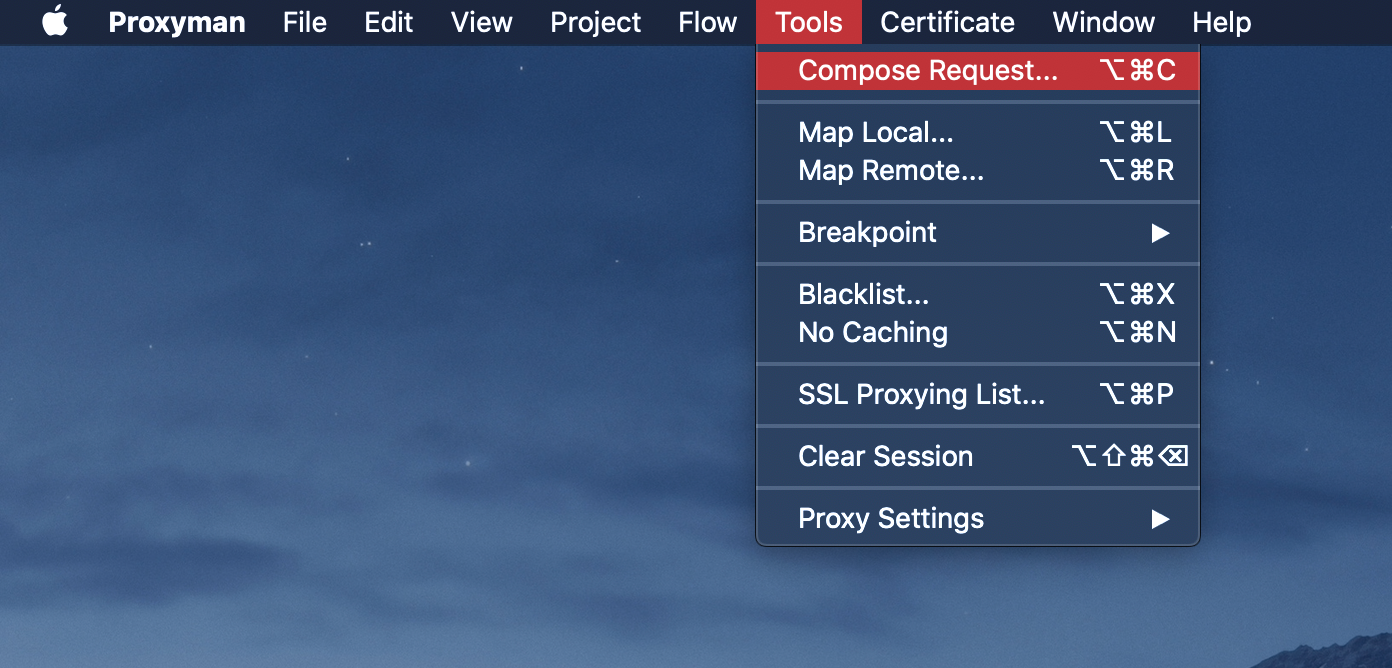 Proxyman File Edit View Project Flow Tools Certificate Window Help
Compose Request... ⌥⌘C
Map Local... ⌥⌘L
Map Remote... ⌥⌘R
Breakpoint ▶
Blacklist... ⌥⌘X
No Caching ⌥⌘N
SSL Proxying List... ⌥⌘P
Clear Session ⌥⇧⌘⌫
Proxy Settings ▶